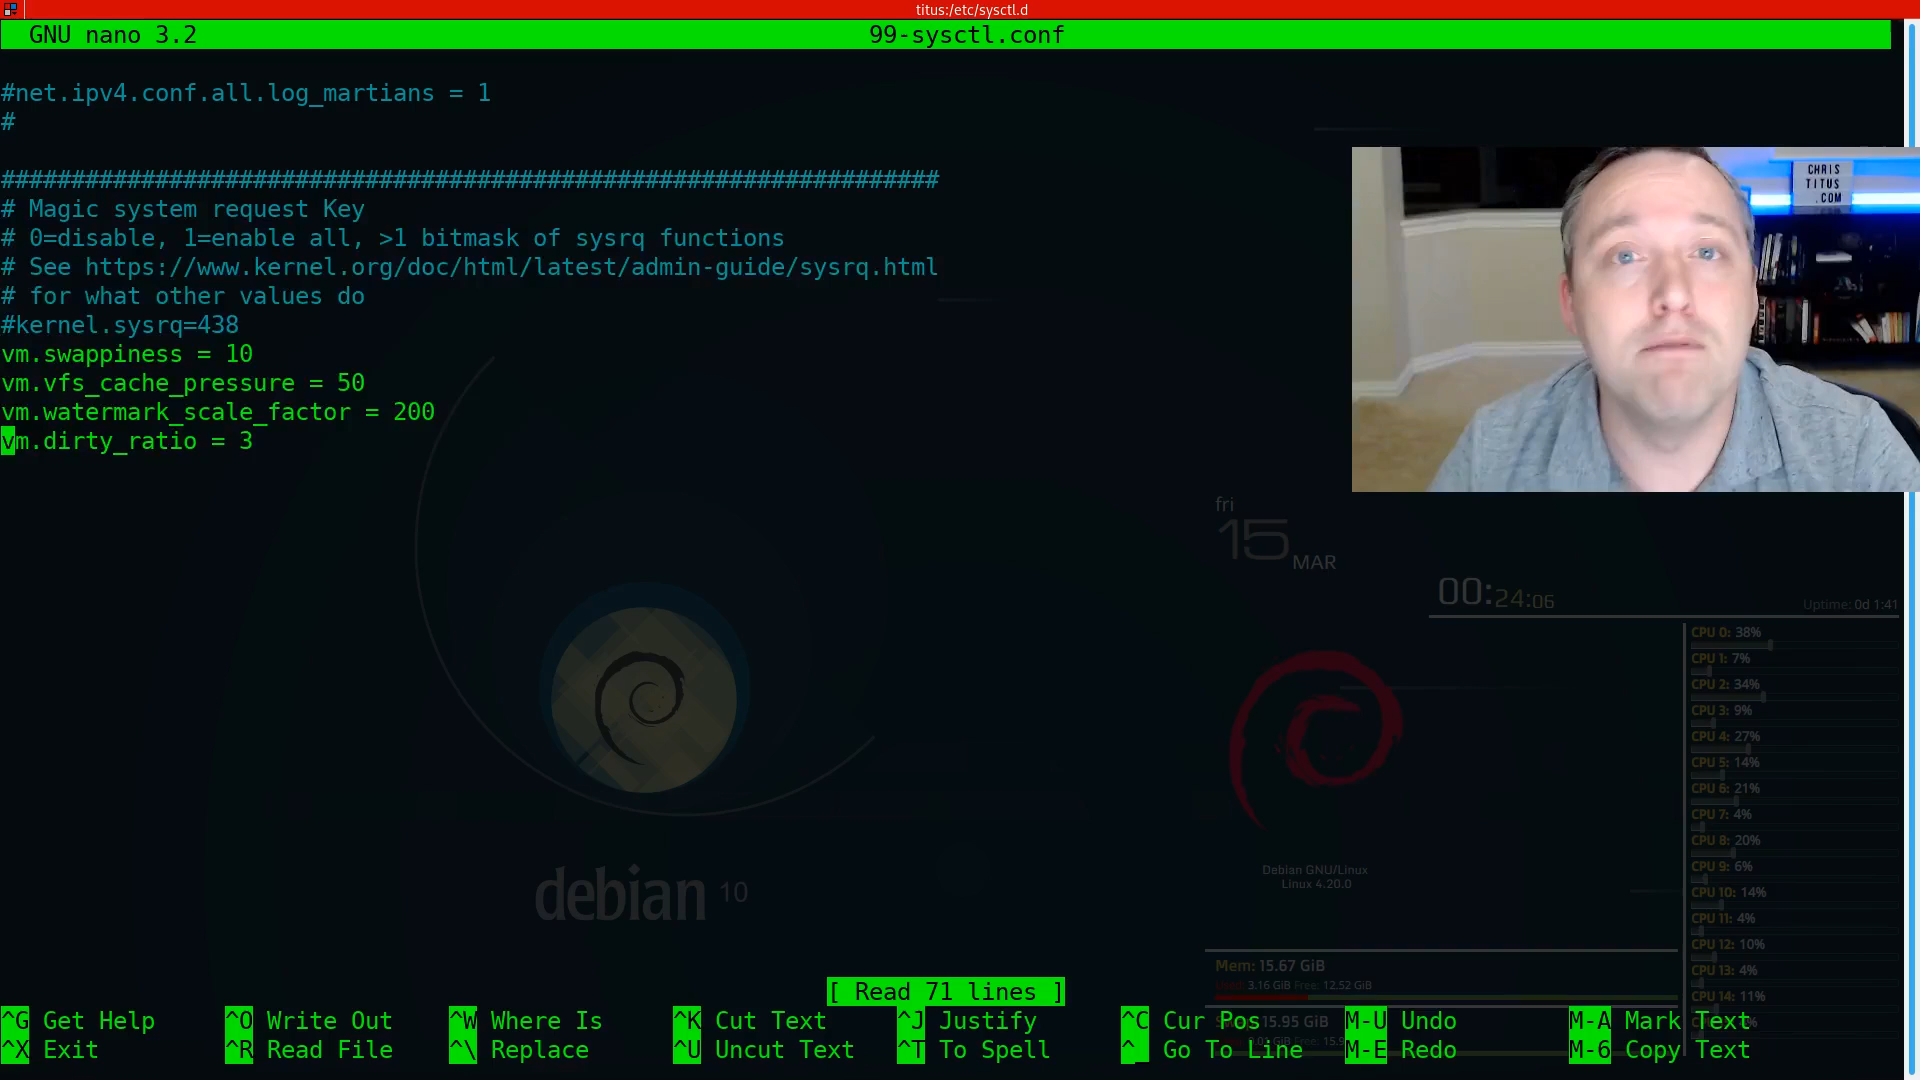 titus:/etc/sysctl.d
GNU nano 3.2 99-sysctl.conf
#net.ipv4.conf.all.log_martians = 1
#
###################################################################
# Magic system request Key
# 0=disable, 1=enable all, >1 bitmask of sysrq functions
# See https://www.kernel.org/doc/html/latest/admin-guide/sysrq.html
# for what other values do
#kernel.sysrq=438
vm.swappiness = 10
vm.vfs_cache_pressure = 50
vm.watermark_scale_factor = 200
vm.dirty_ratio = 3
CHRIS
TITUS
.COM
fri
15 MAR
00:24:06
Uptime: 0d 1:41
CPU 0: 38%
CPU 1: 7%
CPU 2: 34%
CPU 3: 9%
CPU 4: 27%
CPU 5: 14%
CPU 6: 21%
CPU 7: 4%
CPU 8: 20%
CPU 9: 6%
CPU 10: 14%
CPU 11: 4%
CPU 12: 10%
CPU 13: 4%
CPU 14: 11%
Debian GNU/Linux
Linux 4.20.0
debian 10
Mem: 15.67 GiB
3.16 GiB Free: 12.52 GiB
15.95 GiB
[ Read 71 lines ]
^G Get Help ^O Write Out ^W Where Is ^K Cut Text ^J Justify ^C Cur Pos M-U Undo M-A Mark Text
^X Exit ^R Read File ^\ Replace ^U Uncut Text ^T To Spell ^_ Go To Line M-E Redo M-6 Copy Text